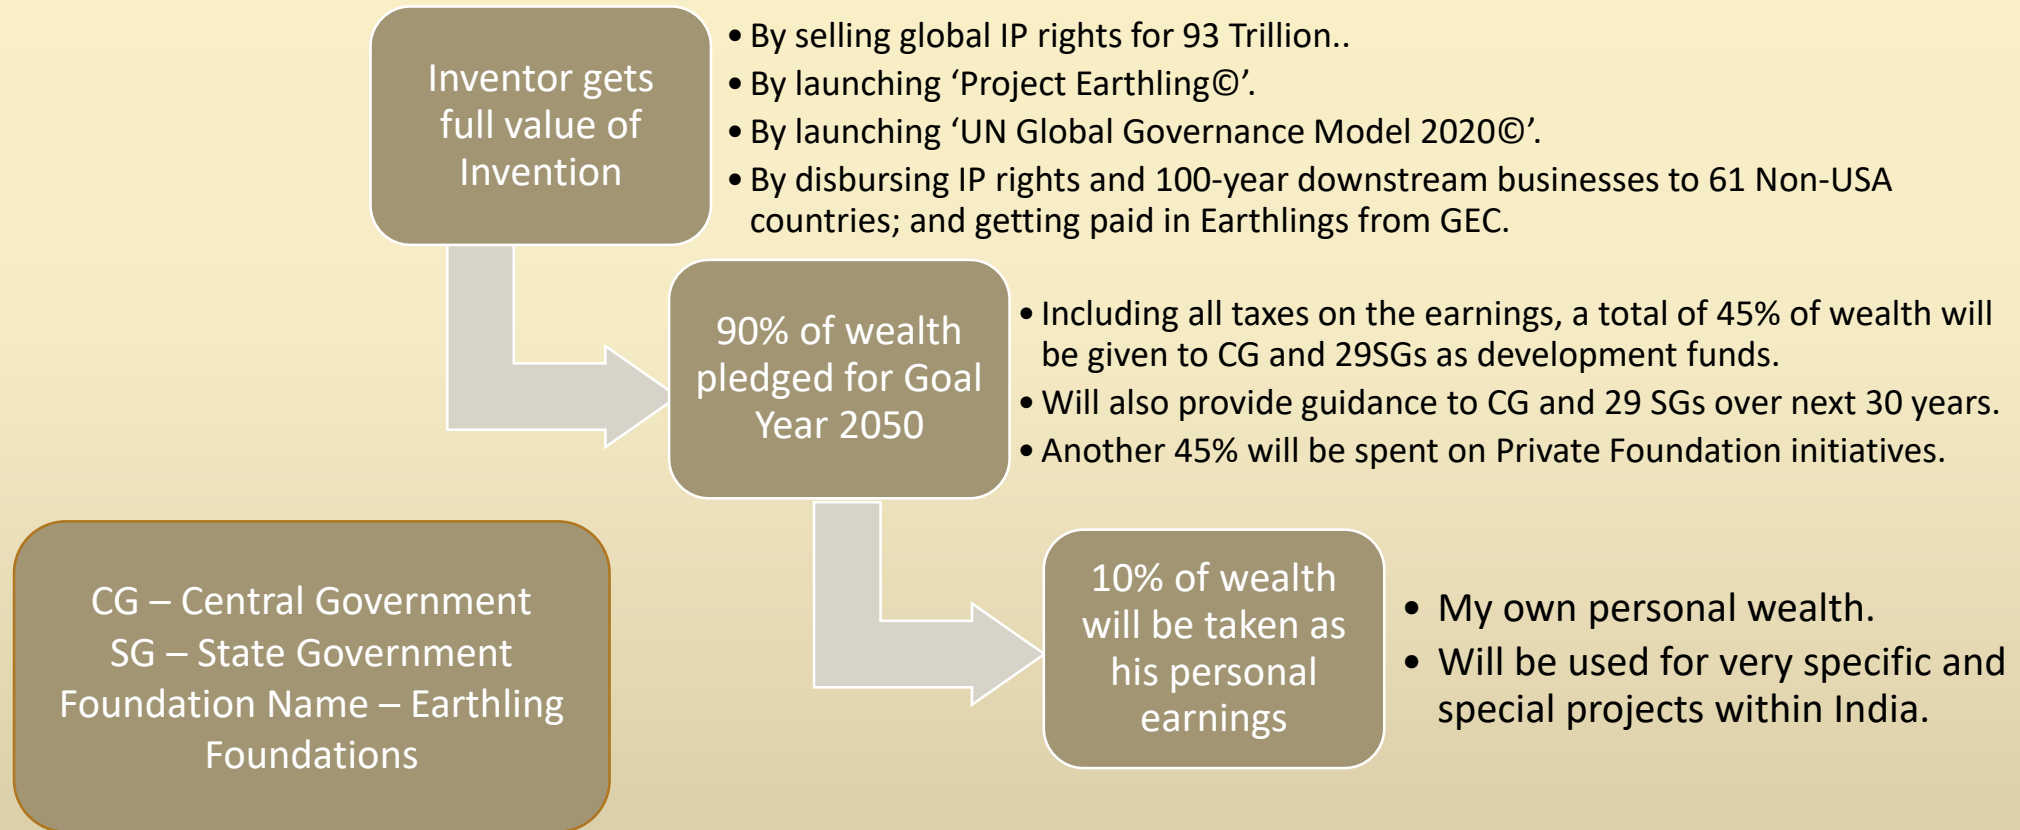 Inventor gets
full value of
Invention
• By selling global IP rights for 93 Trillion..
• By launching ‘Project Earthling©’.
• By launching ‘UN Global Governance Model 2020©’.
• By disbursing IP rights and 100-year downstream businesses to 61 Non-USA
countries; and getting paid in Earthlings from GEC.
90% of wealth
pledged for Goal
Year 2050
• Including all taxes on the earnings, a total of 45% of wealth will
be given to CG and 29SGs as development funds.
• Will also provide guidance to CG and 29 SGs over next 30 years.
• Another 45% will be spent on Private Foundation initiatives.
10% of wealth
will be taken as
his personal
earnings
• My own personal wealth.
• Will be used for very specific and
special projects within India.
CG – Central Government
SG – State Government
Foundation Name – Earthling
Foundations